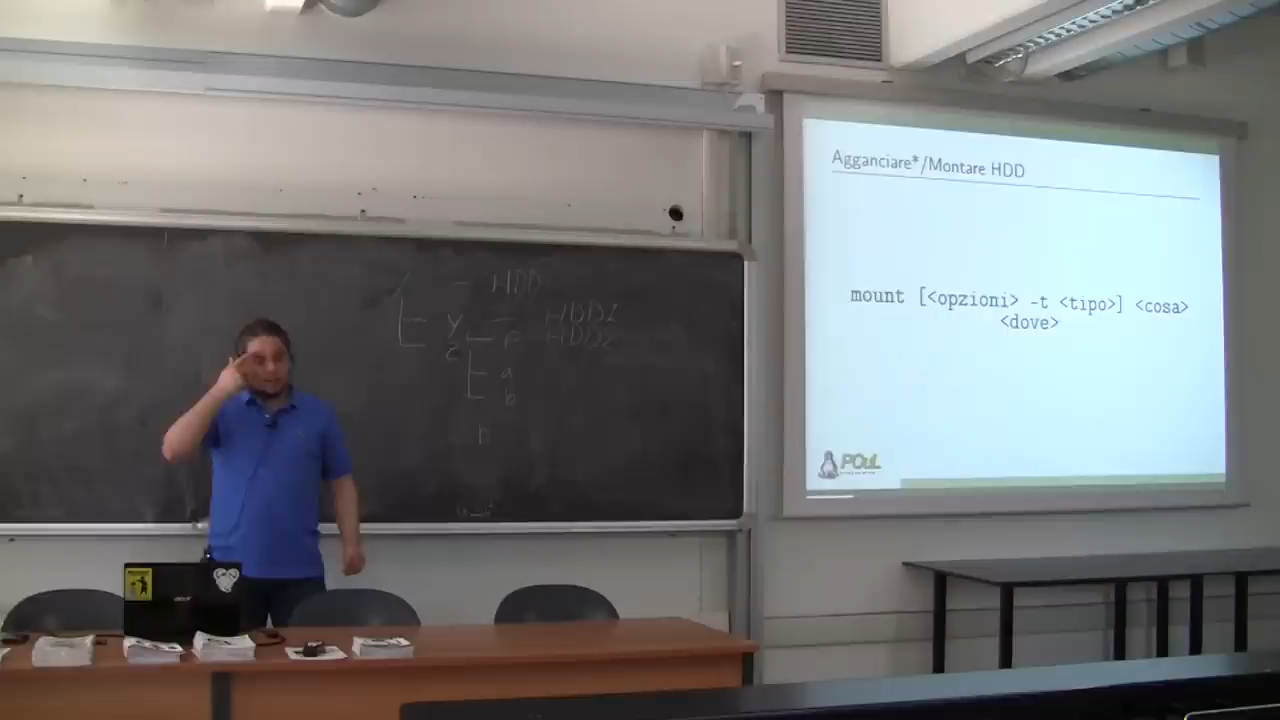 / - HDD
y - HDD1
z - HDD2
a
b
b
Agganciare*/Montare HDD
mount [<opzioni> -t <tipo>] <cosa>
<dove>
POuL